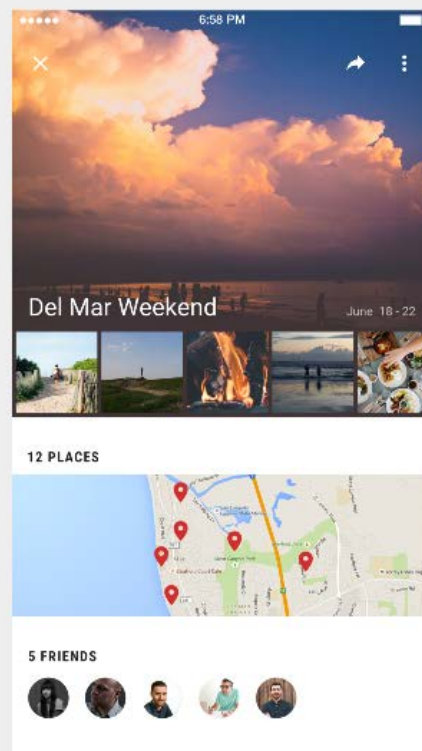 6:58 PM
Del Mar Weekend
June 18 - 22
12 PLACES
5 FRIENDS